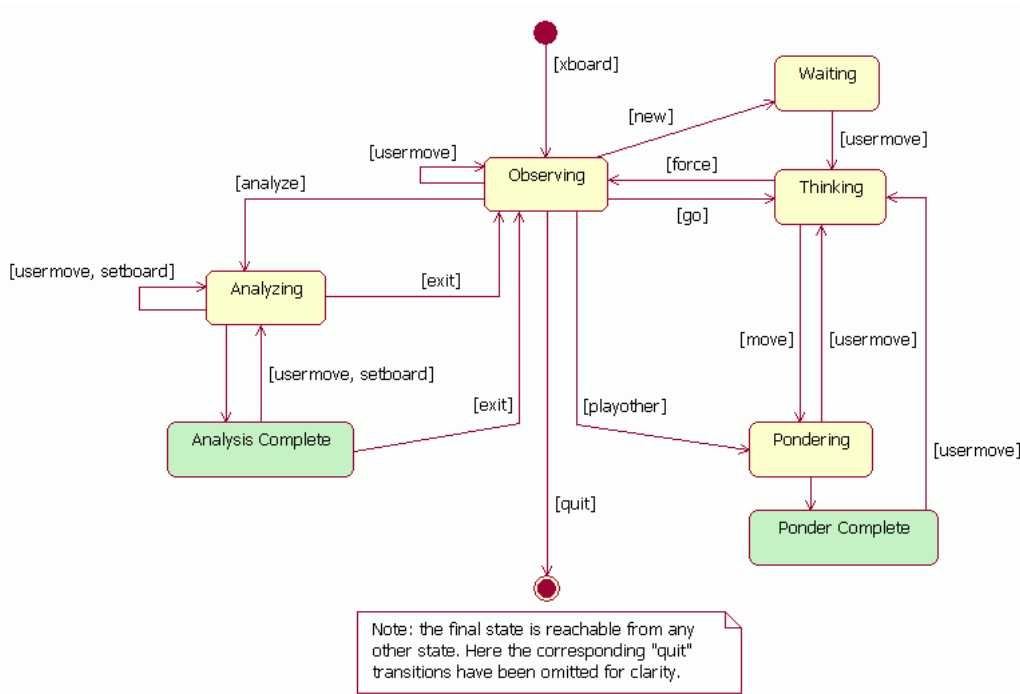 [xboard]
Waiting
[new]
[usermove]
[usermove]
Observing
[force]
Thinking
[analyze]
[go]
[usermove, setboard]
Analyzing
[exit]
[move]
[usermove]
[usermove, setboard]
[exit]
[playother]
Analysis Complete
Pondering
[usermove]
[quit]
Ponder Complete
Note: the final state is reachable from any
other state. Here the corresponding "quit"
transitions have been omitted for clarity.